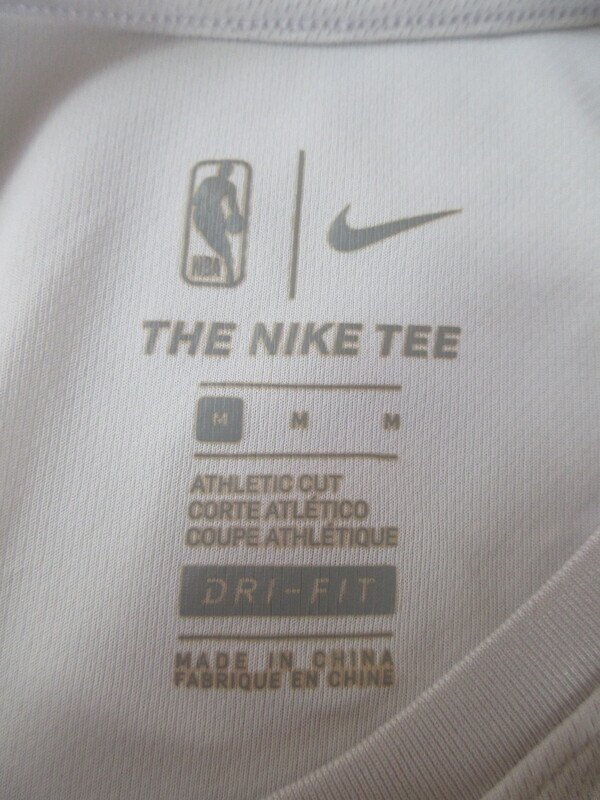 NBA
THE NIKE TEE
M M M
ATHLETIC CUT
CORTE ATLÉTICO
COUPE ATHLÉTIQUE
DRI-FIT
MADE IN CHINA
FABRIQUE EN CHINE